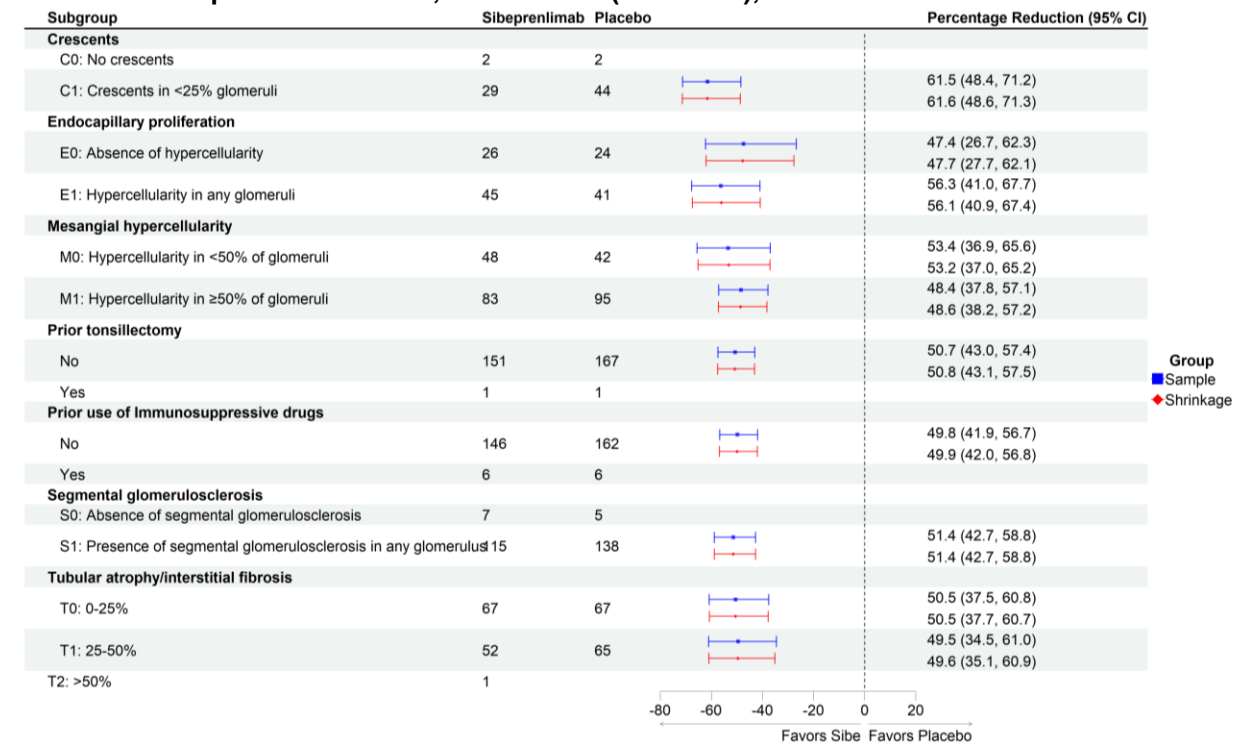 Subgroup Sibeprenlimab Placebo Percentage Reduction (95% CI)
Crescents
C0: No crescents 2 2
C1: Crescents in <25% glomeruli 29 44 61.5 (48.4, 71.2)
61.6 (48.6, 71.3)
Endocapillary proliferation
E0: Absence of hypercellularity 26 24 47.4 (26.7, 62.3)
47.7 (27.7, 62.1)
E1: Hypercellularity in any glomeruli 45 41 56.3 (41.0, 67.7)
56.1 (40.9, 67.4)
Mesangial hypercellularity
M0: Hypercellularity in <50% of glomeruli 48 42 53.4 (36.9, 65.6)
53.2 (37.0, 65.2)
M1: Hypercellularity in ≥50% of glomeruli 83 95 48.4 (37.8, 57.1)
48.6 (38.2, 57.2)
Prior tonsillectomy
No 151 167 50.7 (43.0, 57.4)
50.8 (43.1, 57.5)
Yes 1 1
Prior use of Immunosuppressive drugs
No 146 162 49.8 (41.9, 56.7)
49.9 (42.0, 56.8)
Yes 6 6
Segmental glomerulosclerosis
S0: Absence of segmental glomerulosclerosis 7 5
S1: Presence of segmental glomerulosclerosis in any glomerulus 115 138 51.4 (42.7, 58.8)
51.4 (42.7, 58.8)
Tubular atrophy/interstitial fibrosis
T0: 0-25% 67 67 50.5 (37.5, 60.8)
50.5 (37.7, 60.7)
T1: 25-50% 52 65 49.5 (34.5, 61.0)
49.6 (35.1, 60.9)
T2: >50% 1
-80 -60 -40 -20 0 20
Favors Sibe Favors Placebo
Group
Sample
Shrinkage